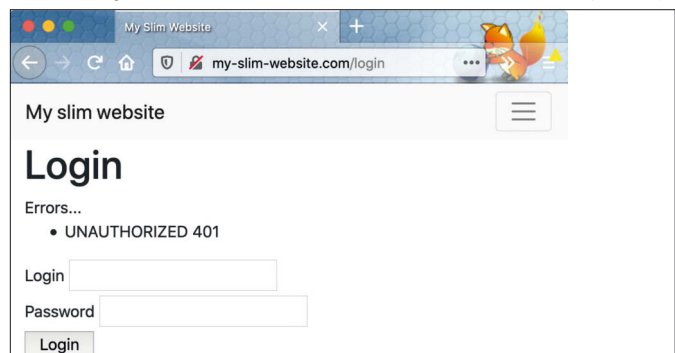 My Slim Website
my-slim-website.com/login
My slim website
Login
Errors...
• UNAUTHORIZED 401
Login
Password
Login